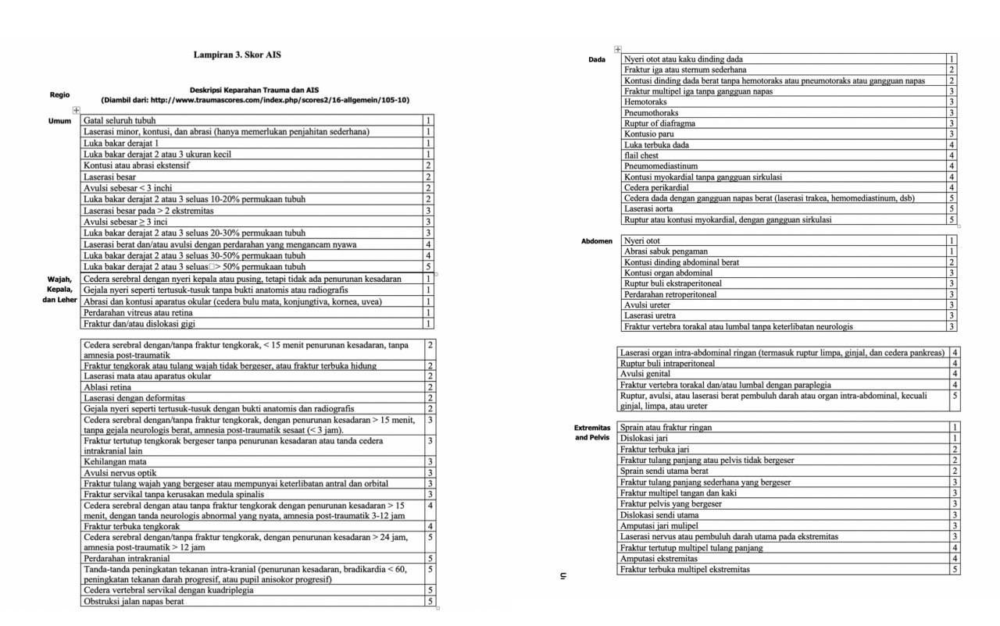 Lampiran 3. Skor AIS
Regio
Deskripsi Keparahan Trauma dan AIS
(Diambil dari: http://www.traumascores.com/index.php/scores2/16-allgemein/105-10)
Umum
Gatal seluruh tubuh 1
Laserasi minor, kontusi, dan abrasi (hanya memerlukan penjahitan sederhana) 1
Luka bakar derajat 1 1
Luka bakar derajat 2 atau 3 ukuran kecil 1
Kontusi atau abrasi ekstensif 2
Laserasi besar 2
Avulsi sebesar < 3 inchi 2
Luka bakar derajat 2 atau 3 seluas 10-20% permukaan tubuh 2
Laserasi besar pada > 2 ekstremitas 3
Avulsi sebesar ≥ 3 inci 3
Luka bakar derajat 2 atau 3 seluas 20-30% permukaan tubuh 3
Laserasi berat dan/atau avulsi dengan perdarahan yang mengancam nyawa 4
Luka bakar derajat 2 atau 3 seluas 30-50% permukaan tubuh 4
Luka bakar derajat 2 atau 3 seluas > 50% permukaan tubuh 5
Wajah,
Kepala,
dan Leher
Cedera serebral dengan nyeri kepala atau pusing, tetapi tidak ada penurunan kesadaran 1
Gejala nyeri seperti tertusuk-tusuk tanpa bukti anatomis atau radiografis 1
Abrasi dan kontusi aparatus okular (cedera bulu mata, konjungtiva, kornea, uvea) 1
Perdarahan vitreus atau retina 1
Fraktur dan/atau dislokasi gigi 1
Cedera serebral dengan/tanpa fraktur tengkorak, < 15 menit penurunan kesadaran, tanpa 2
amnesia post-traumatik
Fraktur tengkorak atau tulang wajah tidak bergeser, atau fraktur terbuka hidung 2
Laserasi mata atau aparatus okular 2
Ablasi retina 2
Laserasi dengan deformitas 2
Gejala nyeri seperti tertusuk-tusuk dengan bukti anatomis dan radiografis 2
Cedera serebral dengan/tanpa fraktur tengkorak, dengan penurunan kesadaran > 15 menit, 3
tanpa gejala neurologis berat, amnesia post-traumatik sesaat (< 3 jam).
Fraktur tertutup tengkorak bergeser tanpa penurunan kesadaran atau tanda cedera 3
intrakranial lain
Kehilangan mata 3
Avulsi nervus optik 3
Fraktur tulang wajah yang bergeser atau mempunyai keterlibatan antral dan orbital 3
Fraktur servikal tanpa kerusakan medula spinalis 3
Cedera serebral dengan atau tanpa fraktur tengkorak dengan penurunan kesadaran > 15 4
menit, dengan tanda neurologis abnormal yang nyata, amnesia post-traumatik 3-12 jam
Fraktur terbuka tengkorak 4
Cedera serebral dengan/tanpa fraktur tengkorak, dengan penurunan kesadaran > 24 jam, 5
amnesia post-traumatik > 12 jam
Perdarahan intrakranial 5
Tanda-tanda peningkatan tekanan intra-kranial (penurunan kesadaran, bradikardia < 60, 5
peningkatan tekanan darah progresif, atau pupil anisokor progresif)
Cedera vertebral servikal dengan kuadriplegia 5
Obstruksi jalan napas berat 5
Dada
Nyeri otot atau kaku dinding dada 1
Fraktur iga atau sternum sederhana 2
Kontusi dinding dada berat tanpa hemotoraks atau pneumotoraks atau gangguan napas 2
Fraktur multipel iga tanpa gangguan napas 3
Hemotoraks 3
Pneumothoraks 3
Ruptur of diafragma 3
Kontusio paru 3
Luka terbuka dada 4
flail chest 4
Pneumomediastinum 4
Kontusi myokardial tanpa gangguan sirkulasi 4
Cedera perikardial 4
Cedera dada dengan gangguan napas berat (laserasi trakea, hemomediastinum, dsb) 5
Laserasi aorta 5
Ruptur atau kontusi myokardial, dengan gangguan sirkulasi 5
Abdomen
Nyeri otot 1
Abrasi sabuk pengaman 1
Kontusi dinding abdominal berat 2
Kontusi organ abdominal 3
Ruptur buli ekstraperitoneal 3
Perdarahan retroperitoneal 3
Avulsi ureter 3
Laserasi uretra 3
Fraktur vertebra torakal atau lumbal tanpa keterlibatan neurologis 3
Laserasi organ intra-abdominal ringan (termasuk ruptur limpa, ginjal, dan cedera pankreas) 4
Ruptur buli intraperitoneal 4
Avulsi genital 4
Fraktur vertebra torakal dan/atau lumbal dengan paraplegia 4
Ruptur, avulsi, atau laserasi berat pembuluh darah atau organ intra-abdominal, kecuali 5
ginjal, limpa, atau ureter
Extremitas
and Pelvis
Sprain atau fraktur ringan 1
Dislokasi jari 1
Fraktur terbuka jari 2
Fraktur tulang panjang atau pelvis tidak bergeser 2
Sprain sendi utama berat 2
Fraktur tulang panjang sederhana yang bergeser 3
Fraktur multipel tangan dan kaki 3
Fraktur pelvis yang bergeser 3
Dislokasi sendi utama 3
Amputasi jari mulipel 3
Laserasi nervus atau pembuluh darah utama pada ekstremitas 3
Fraktur tertutup multipel tulang panjang 4
Amputasi ekstremitas 4
Fraktur terbuka multipel ekstremitas 5